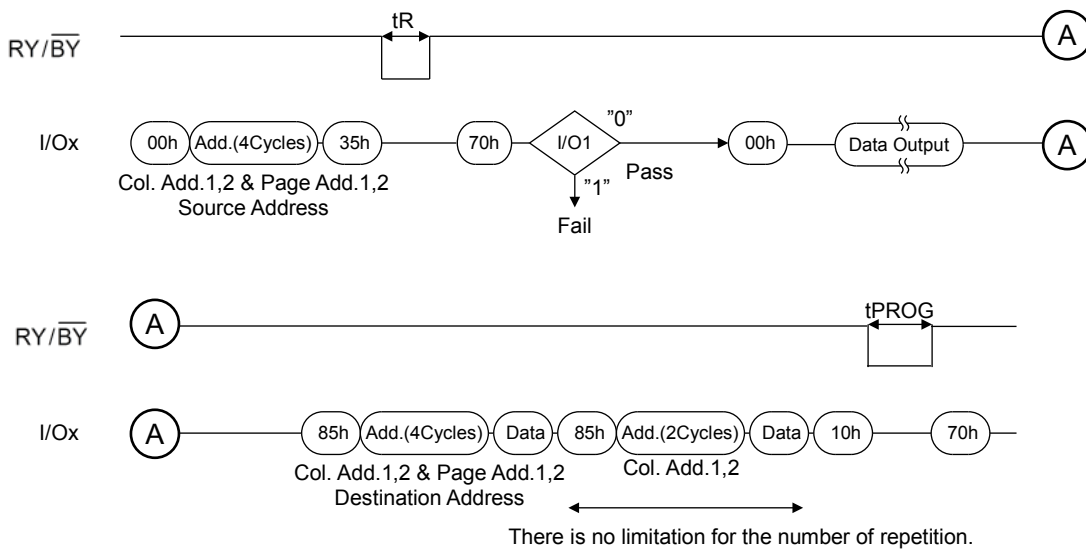 tR
RY/BY
A
I/Ox
00h
Add.(4Cycles)
35h
70h
I/O1
"0"
Pass
"1"
Fail
00h
Data Output
A
Col. Add.1,2 & Page Add.1,2
Source Address
RY/BY
A
tPROG
I/Ox
A
85h
Add.(4Cycles)
Data
85h
Add.(2Cycles)
Data
10h
70h
Col. Add.1,2 & Page Add.1,2
Destination Address
Col. Add.1,2
There is no limitation for the number of repetition.